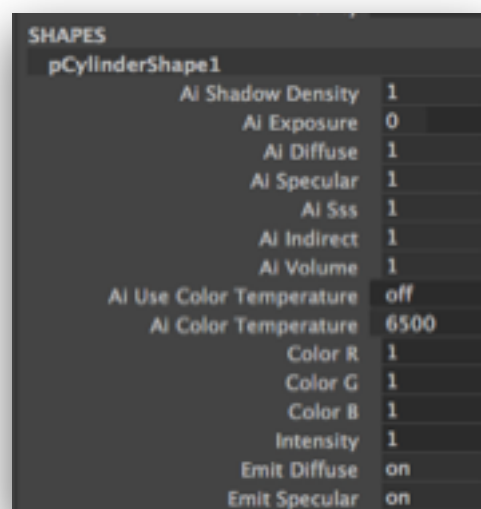 SHAPES
pCylinderShape1
Ai Shadow Density 1
Ai Exposure 0
Ai Diffuse 1
Ai Specular 1
Ai Sss 1
Ai Indirect 1
Ai Volume 1
Ai Use Color Temperature off
Ai Color Temperature 6500
Color R 1
Color G 1
Color B 1
Intensity 1
Emit Diffuse on
Emit Specular on